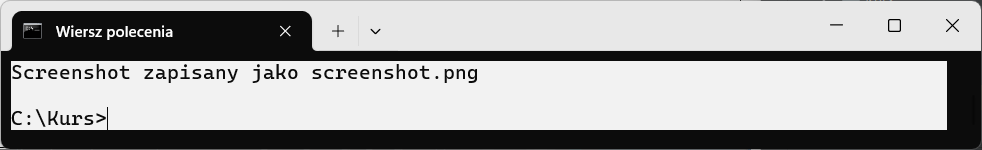 Wiersz polecenia
Screenshot zapisany jako screenshot.png
C:\Kurs>